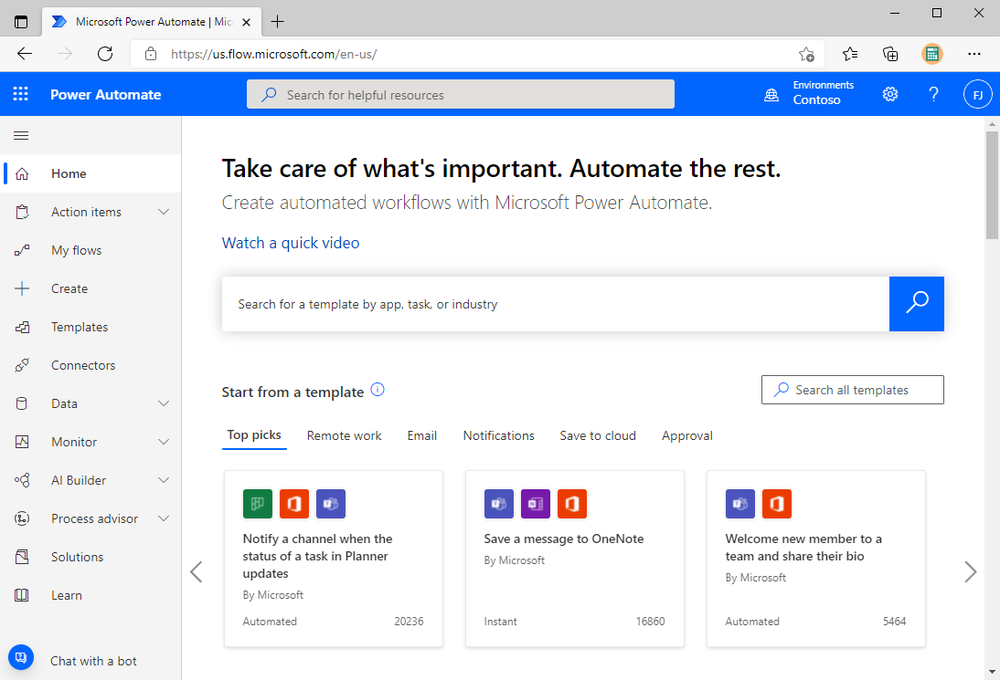 Microsoft Power Automate | Mic
https://us.flow.microsoft.com/en-us/
Power Automate
Search for helpful resources
Environments
Contoso
?
FJ
Home
Action items
My flows
Create
Templates
Connectors
Data
Monitor
AI Builder
Process advisor
Solutions
Learn
Chat with a bot
Take care of what's important. Automate the rest.
Create automated workflows with Microsoft Power Automate.
Watch a quick video
Search for a template by app, task, or industry
Start from a template
Search all templates
Top picks Remote work Email Notifications Save to cloud Approval
Notify a channel when the
status of a task in Planner
updates
By Microsoft
Automated 20236
Save a message to OneNote
By Microsoft
Instant 16860
Welcome new member to a
team and share their bio
By Microsoft
Automated 5464